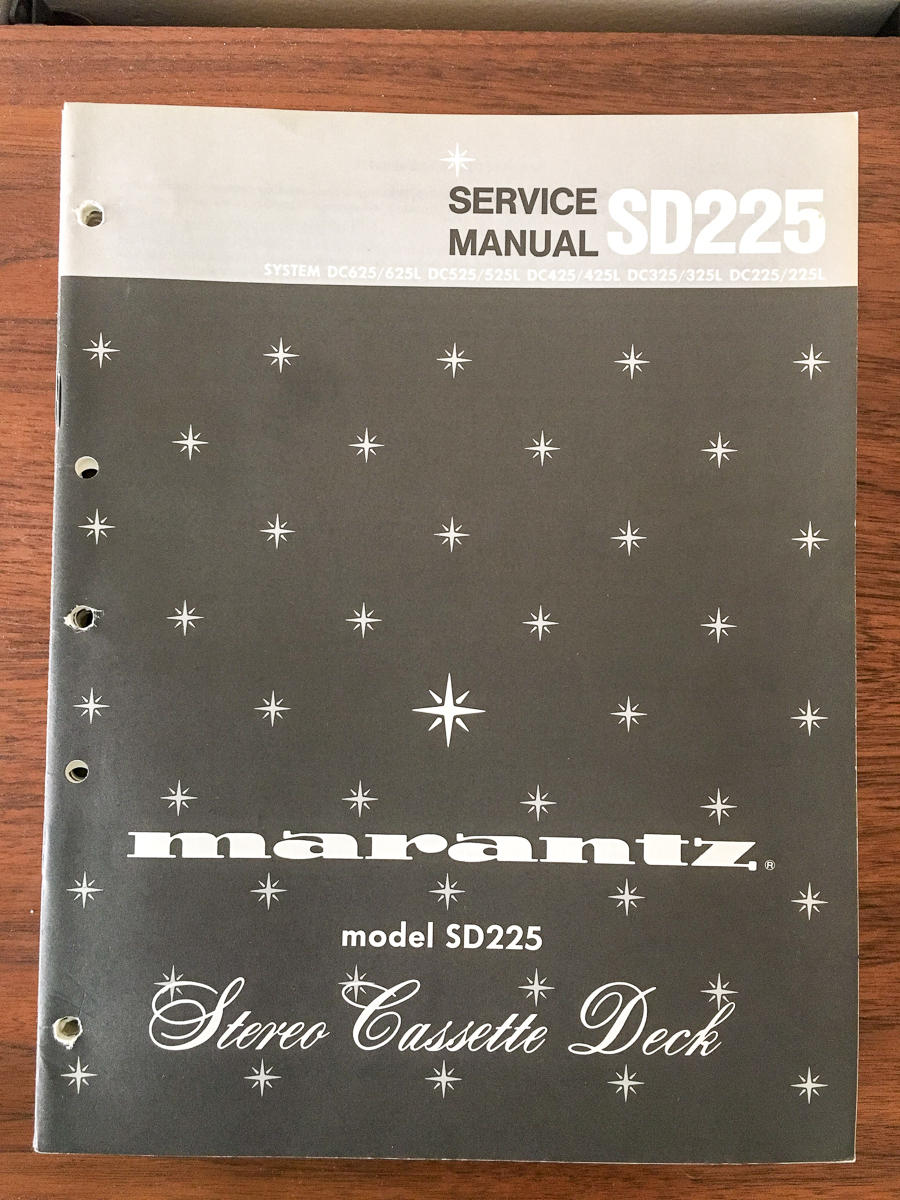 SERVICE
MANUAL SD225
SYSTEM DC625/625L DC525/525L DC425/425L DC325/325L DC225/225L
marantz®
model SD225
Stereo Cassette Deck